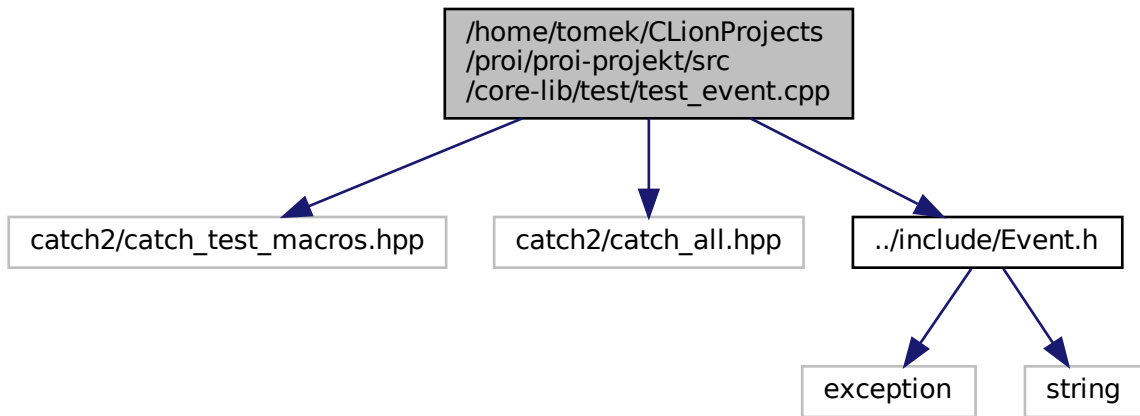 /home/tomek/CLionProjects
/proi/proi-projekt/src
/core-lib/test/test_event.cpp
catch2/catch_test_macros.hpp
catch2/catch_all.hpp
../include/Event.h
exception
string